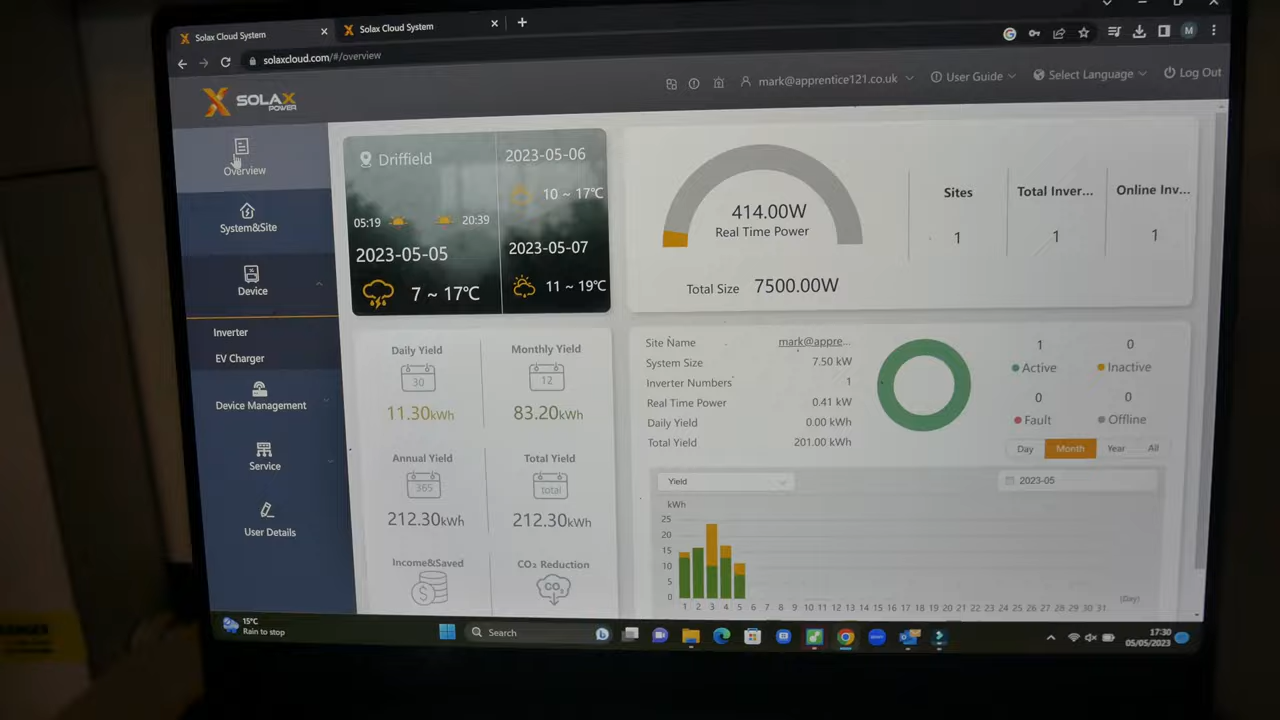 Solax Cloud System
Solax Cloud System
solaxcloud.com/#/overview
M
SOLAX
POWER
mark@apprentice121.co.uk
User Guide
Select Language
Log Out
Overview
System&Site
Device
Inverter
EV Charger
Device Management
Service
User Details
Driffield
05:19
20:39
2023-05-05
7 ~ 17℃
2023-05-06
10 ~ 17℃
2023-05-07
11 ~ 19℃
414.00W
Real Time Power
Total Size 7500.00W
Sites
1
Total Inver...
1
Online Inv...
1
Daily Yield
30
11.30kWh
Monthly Yield
12
83.20kWh
Annual Yield
365
212.30kWh
Total Yield
total
212.30kWh
Income&Saved
$
CO₂ Reduction
CO₂
Site Name mark@appre...
System Size 7.50 kW
Inverter Numbers 1
Real Time Power 0.41 kW
Daily Yield 0.00 kWh
Total Yield 201.00 kWh
1
Active
0
Inactive
0
Fault
0
Offline
Day Month Year All
Yield
2023-05
kWh
25
20
15
10
5
0
1 2 3 4 5 6 7 8 9 10 11 12 13 14 15 16 17 18 19 20 21 22 23 24 25 26 27 28 29 30 31
(Day)
15°C
Rain to stop
Search
17:30
05/05/2023